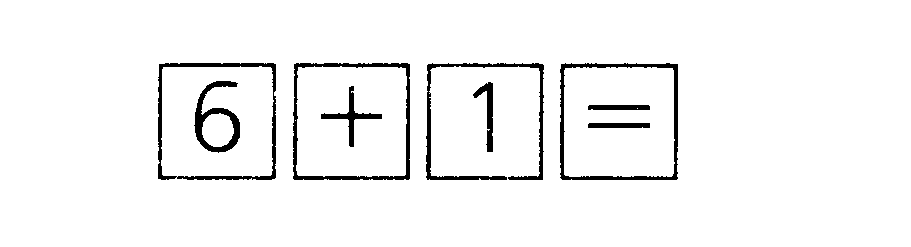 6 + 1 =